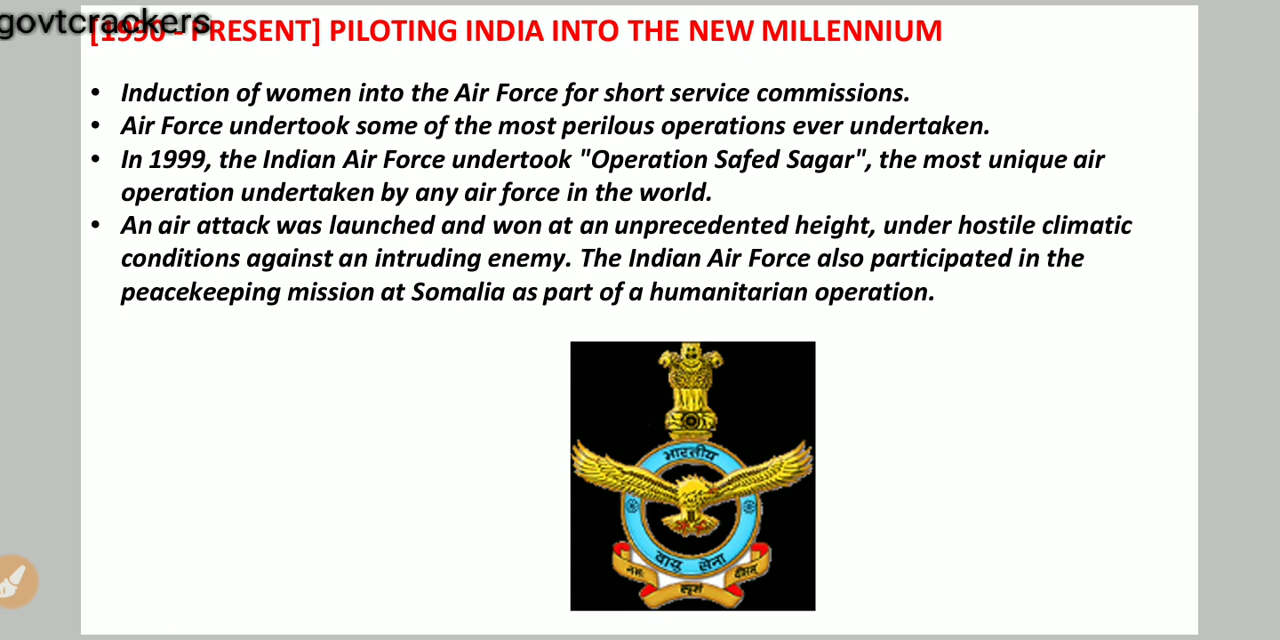 govtcrackers
[1990 - PRESENT] PILOTING INDIA INTO THE NEW MILLENNIUM
• Induction of women into the Air Force for short service commissions.
• Air Force undertook some of the most perilous operations ever undertaken.
• In 1999, the Indian Air Force undertook "Operation Safed Sagar", the most unique air
operation undertaken by any air force in the world.
• An air attack was launched and won at an unprecedented height, under hostile climatic
conditions against an intruding enemy. The Indian Air Force also participated in the
peacekeeping mission at Somalia as part of a humanitarian operation.
भारतीय
वायु सेना
नभः स्पृशं दीप्तम्